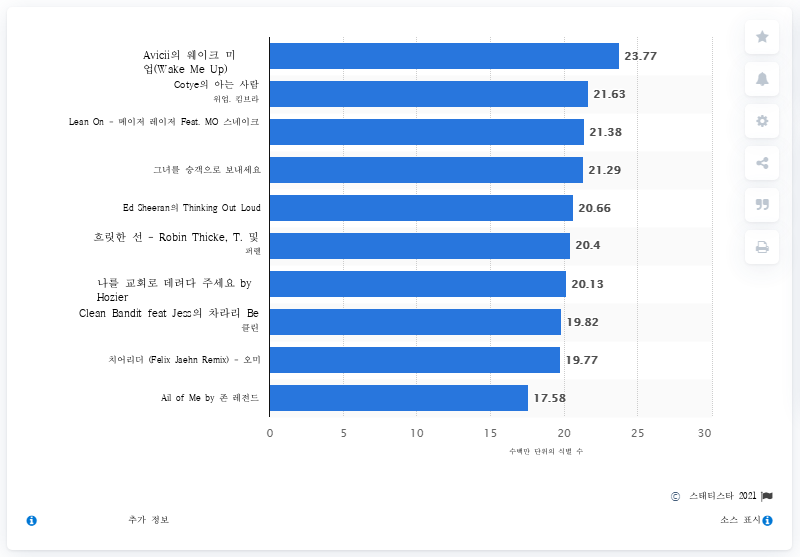 Avicii의 웨이크 미
업(Wake Me Up)
23.77
Gotye의 아는 사람
위엄. 킴브라
21.63
Lean On - 메이저 레이저 Feat. MO 스네이크
21.38
그녀를 승객으로 보내세요
21.29
Ed Sheeran의 Thinking Out Loud
20.66
흐릿한 선 - Robin Thicke, T. 및
퍼렐
20.4
나를 교회로 데려다 주세요 by
Hozier
20.13
Clean Bandit feat Jess의 차라리 Be
클린
19.82
치어리더 (Felix Jaehn Remix) - 오미
19.77
All of Me by 존 레전드
17.58
0 5 10 15 20 25 30
수백만 단위의 식별 수
© 스태티스타 2021
추가 정보
소스 표시